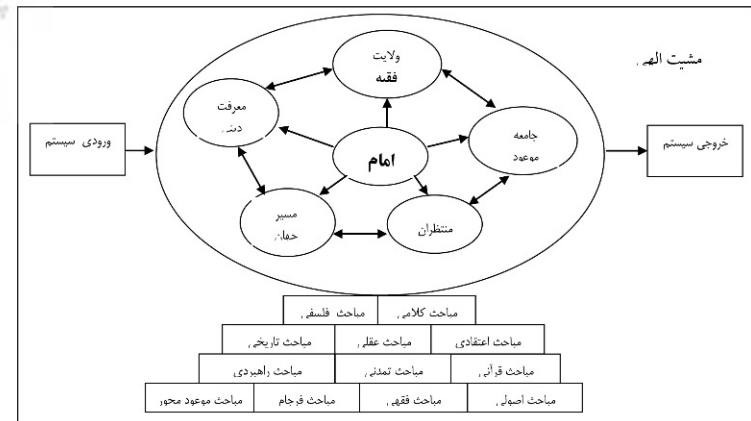 مشیت الهی
ولایت
فقیه
معرفت
دینی
جامعه
موعود
امام
ورودی سیستم
خروجی سیستم
مسیر
جهان
منتظران
مباحث کلامی
مباحث فلسفی
مباحث اعتقادی
مباحث عقلی
مباحث تاریخی
مباحث قرآنی
مباحث تمدنی
مباحث راهبردی
مباحث اصولی
مباحث فقهی
مباحث فرجام
مباحث موعود محور